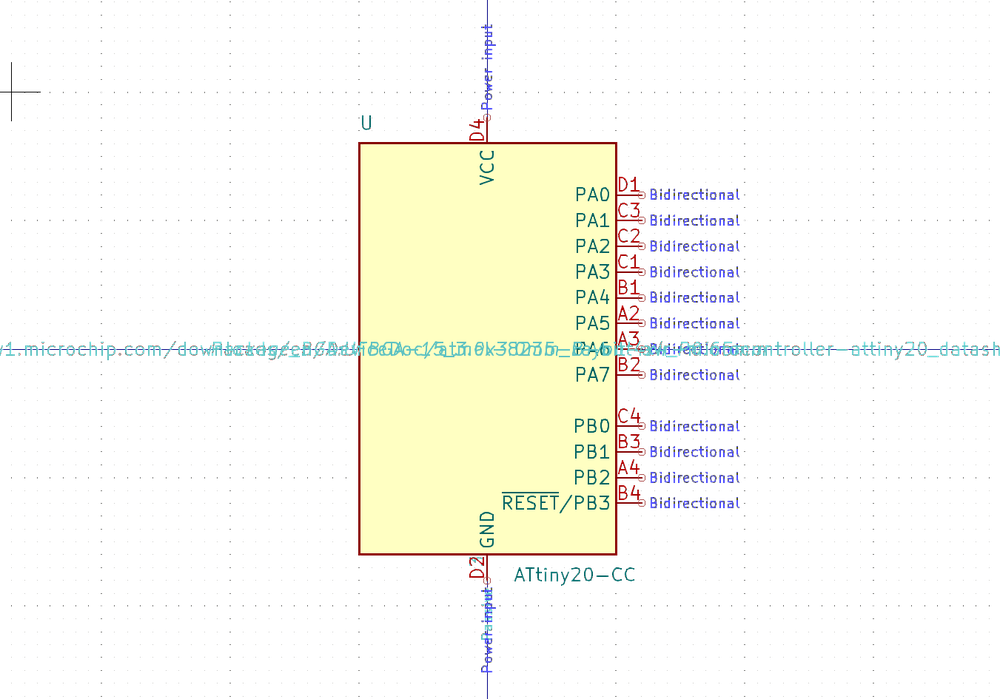 Power input
D4
U
VCC
PA0 D1 Bidirectional
PA1 C3 Bidirectional
PA2 C2 Bidirectional
PA3 C1 Bidirectional
PA4 B1 Bidirectional
PA5 A2 Bidirectional
PA6 A3 Bidirectional
PA7 B2 Bidirectional
PB0 C4 Bidirectional
PB1 B3 Bidirectional
PB2 A4 Bidirectional
RESET/PB3 B4 Bidirectional
GND
D2
ATtiny20-CC
Power input